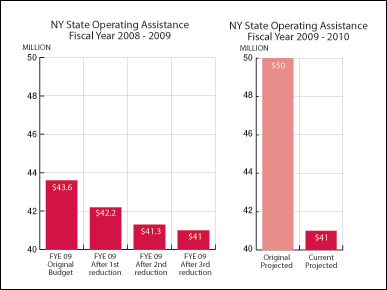 NY State Operating Assistance
Fiscal Year 2008 - 2009
MILLION
50
48
46
44
42
40
$43.6
$42.2
$41.3
$41
FYE 09
Original
Budget
FYE 09
After 1st
reduction
FYE 09
After 2nd
reduction
FYE 09
After 3rd
reduction
NY State Operating Assistance
Fiscal Year 2009 - 2010
MILLION
50
48
46
44
42
40
$50
$41
Original
Projected
Current
Projected